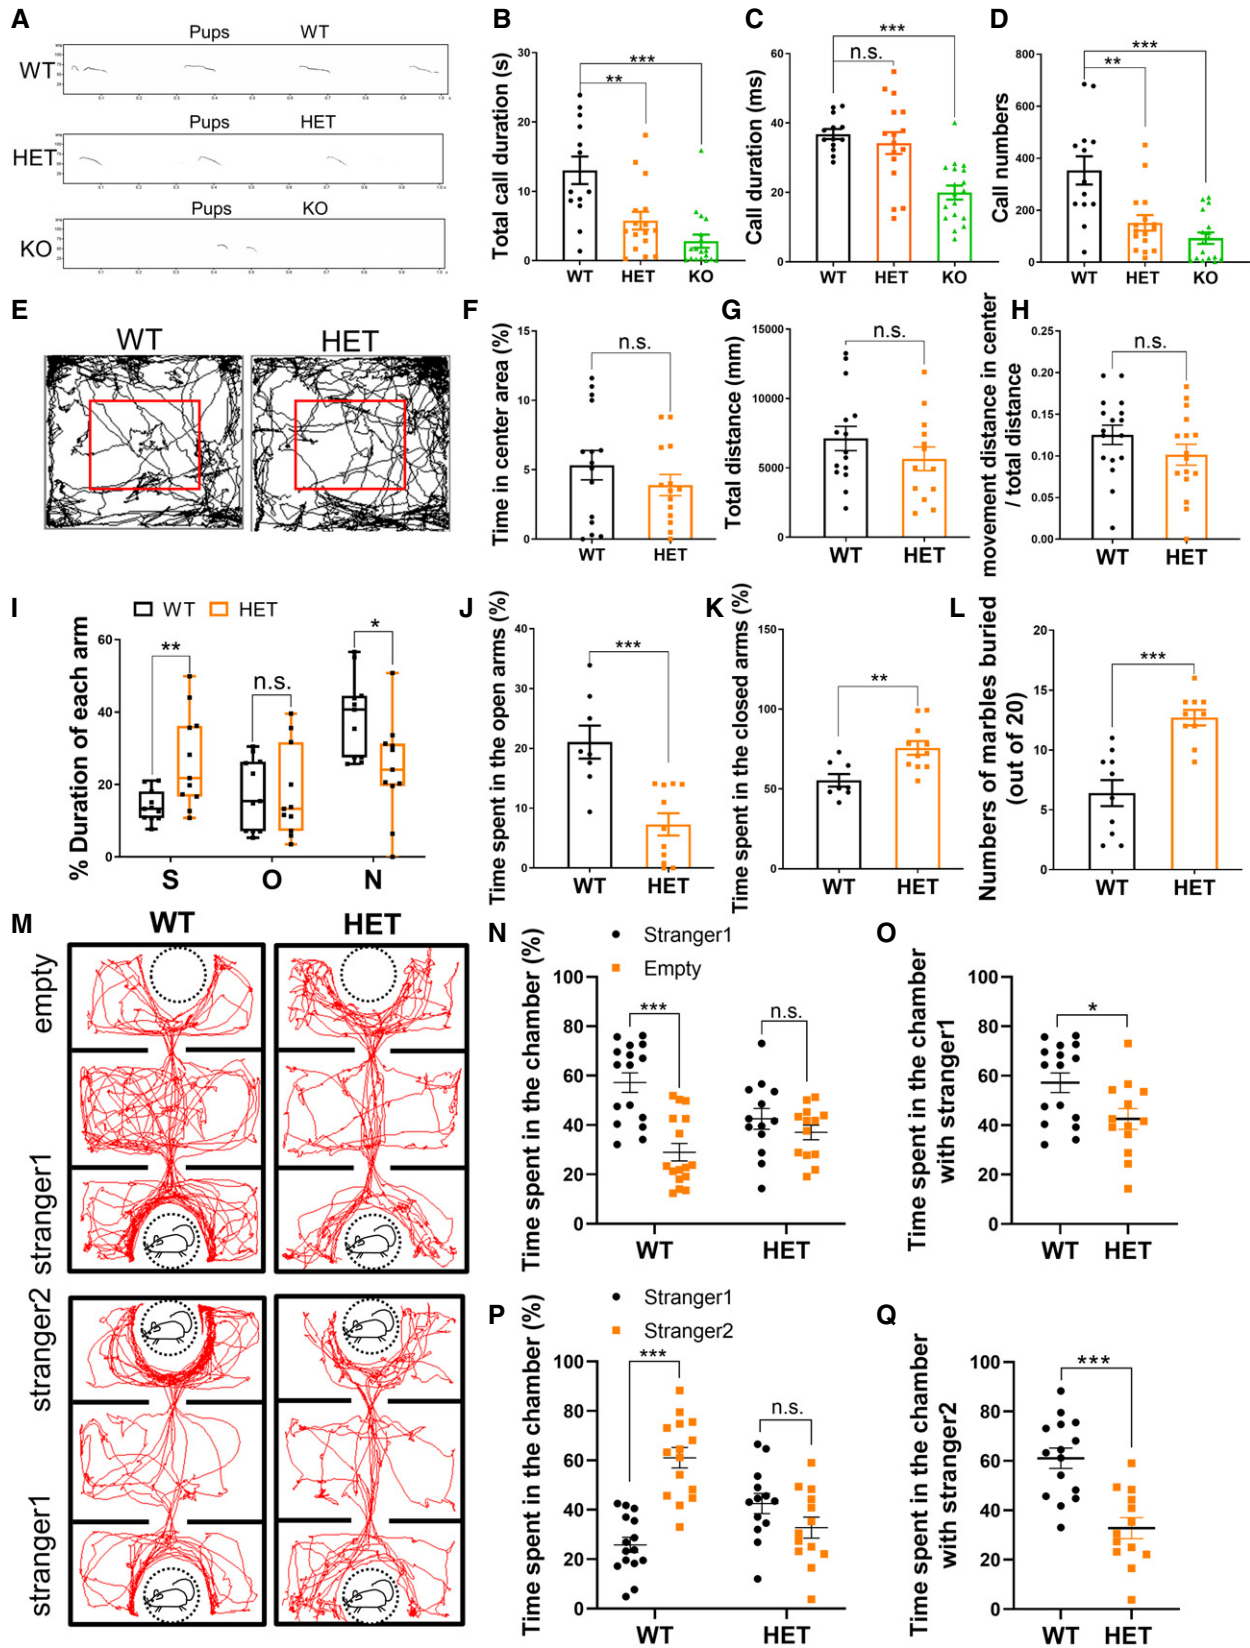 A
Pups WT
WT
Pups HET
HET
Pups KO
KO
B
Total call duration (s)
30
20
10
0
**
***
WT HET KO
C
Call duration (ms)
60
40
20
0
n.s.
***
WT HET KO
D
Call numbers
800
600
400
200
0
**
***
WT HET KO
E
WT HET
F
Time in center area (%)
15
10
5
0
n.s.
WT HET
G
Total distance (mm)
15000
10000
5000
0
n.s.
WT HET
H
movement distance in center
/ total distance
0.25
0.20
0.15
0.10
0.05
0.00
n.s.
WT HET
I
WT HET
% Duration of each arm
60
40
20
0
**
n.s.
*
S O N
J
Time spent in the open arms (%)
40
30
20
10
0
***
WT HET
K
Time spent in the closed arms (%)
150
100
50
0
**
WT HET
L
Numbers of marbles buried
(out of 20)
20
15
10
5
0
***
WT HET
M
WT HET
empty
stranger1
stranger2
stranger1
N
Stranger1
Empty
Time spent in the chamber (%)
100
80
60
40
20
0
***
n.s.
WT HET
O
Time spent in the chamber
with stranger1
100
80
60
40
20
0
*
WT HET
P
Stranger1
Stranger2
Time spent in the chamber (%)
100
80
60
40
20
0
***
n.s.
WT HET
Q
Time spent in the chamber
with stranger2
100
80
60
40
20
0
***
WT HET